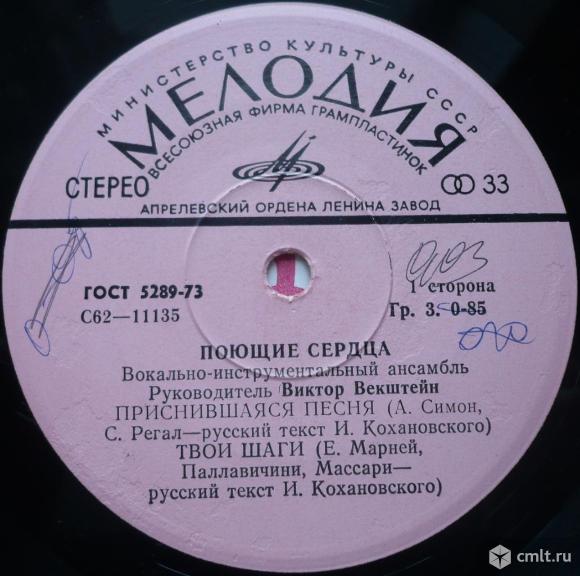 МИНИСТЕРСТВО КУЛЬТУРЫ СССР
МЕЛОДИЯ
ВСЕСОЮЗНАЯ ФИРМА ГРАМПЛАСТИНОК
СТЕРЕО
33
АПРЕЛЕВСКИЙ ОРДЕНА ЛЕНИНА ЗАВОД
ГОСТ 5289-73
1 сторона
С62—11135
Гр. 3. 0-85
ПОЮЩИЕ СЕРДЦА
Вокально-инструментальный ансамбль
Руководитель Виктор Векштейн
ПРИСНИВШАЯСЯ ПЕСНЯ (А. Симон,
С. Регал—русский текст И. Кохановского)
ТВОИ ШАГИ (Е. Марней,
Паллавичини, Массари—
русский текст И. Кохановского)
cmlt.ru